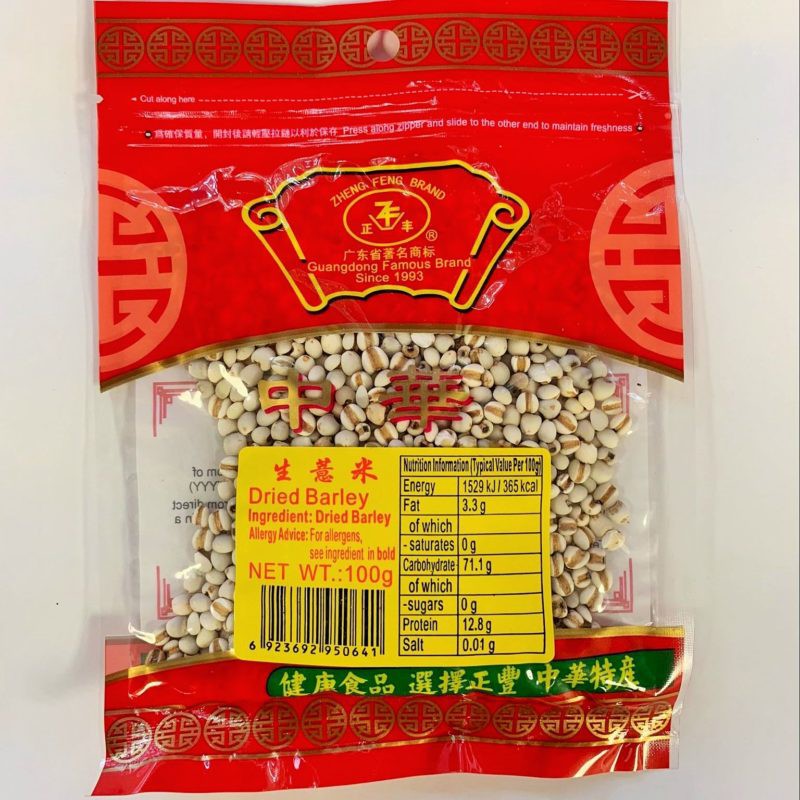 Cut along here
爲確保質量，開封後請輕壓拉鏈以利於保存 Press along zipper and slide to the other end to maintain freshness
ZHENG FENG BRAND
正 丰
®
广东省著名商标
Guangdong Famous Brand
Since 1993
中華
生薏米
Dried Barley
Ingredient: Dried Barley
Allergy Advice: For allergens,
see ingredient in bold
NET WT.:100g
6 923692 950641
Nutrition Information (Typical Value Per 100g)
Energy 1529 kJ / 365 kcal
Fat 3.3 g
of which
- saturates 0 g
Carbohydrate 71.1 g
of which
-sugars 0 g
Protein 12.8 g
Salt 0.01 g
健康食品 選擇正豐 中華特産